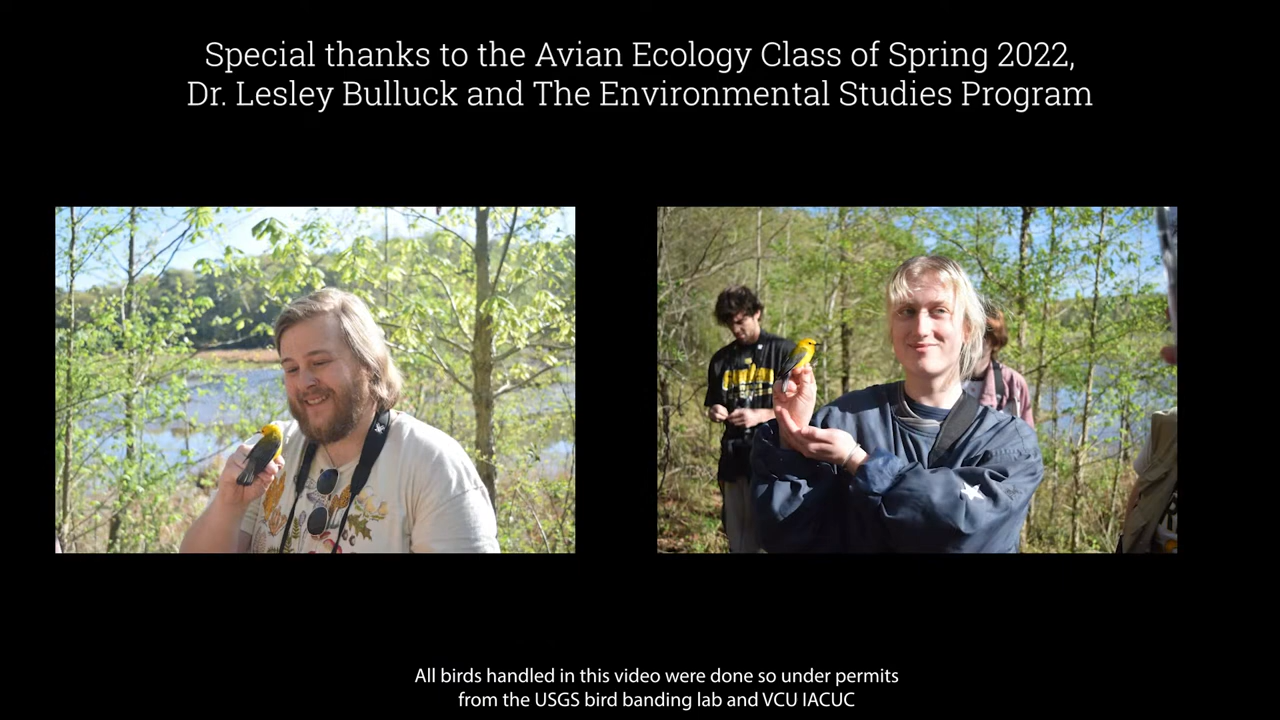 Special thanks to the Avian Ecology Class of Spring 2022,
Dr. Lesley Bulluck and The Environmental Studies Program
All birds handled in this video were done so under permits
from the USGS bird banding lab and VCU IACUC